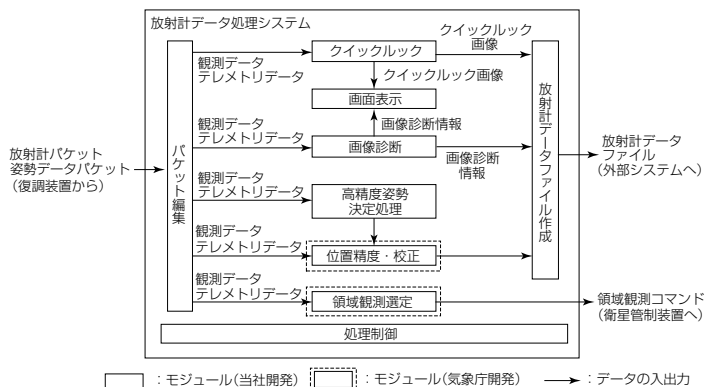 放射計データ処理システム
クイックルック
クイックルック
画像
観測データ
テレメトリデータ
クイックルック画像
画面表示
観測データ
テレメトリデータ
画像診断情報
画像診断
画像診断
情報
放射計パケット
姿勢データパケット
(復調装置から)
パケット編集
放射計データファイル作成
放射計データ
ファイル
(外部システムへ)
観測データ
テレメトリデータ
高精度姿勢
決定処理
観測データ
テレメトリデータ
位置精度・校正
観測データ
テレメトリデータ
領域観測選定
領域観測コマンド
(衛星管制装置へ)
処理制御
:モジュール(当社開発)
:モジュール(気象庁開発)
:データの入出力